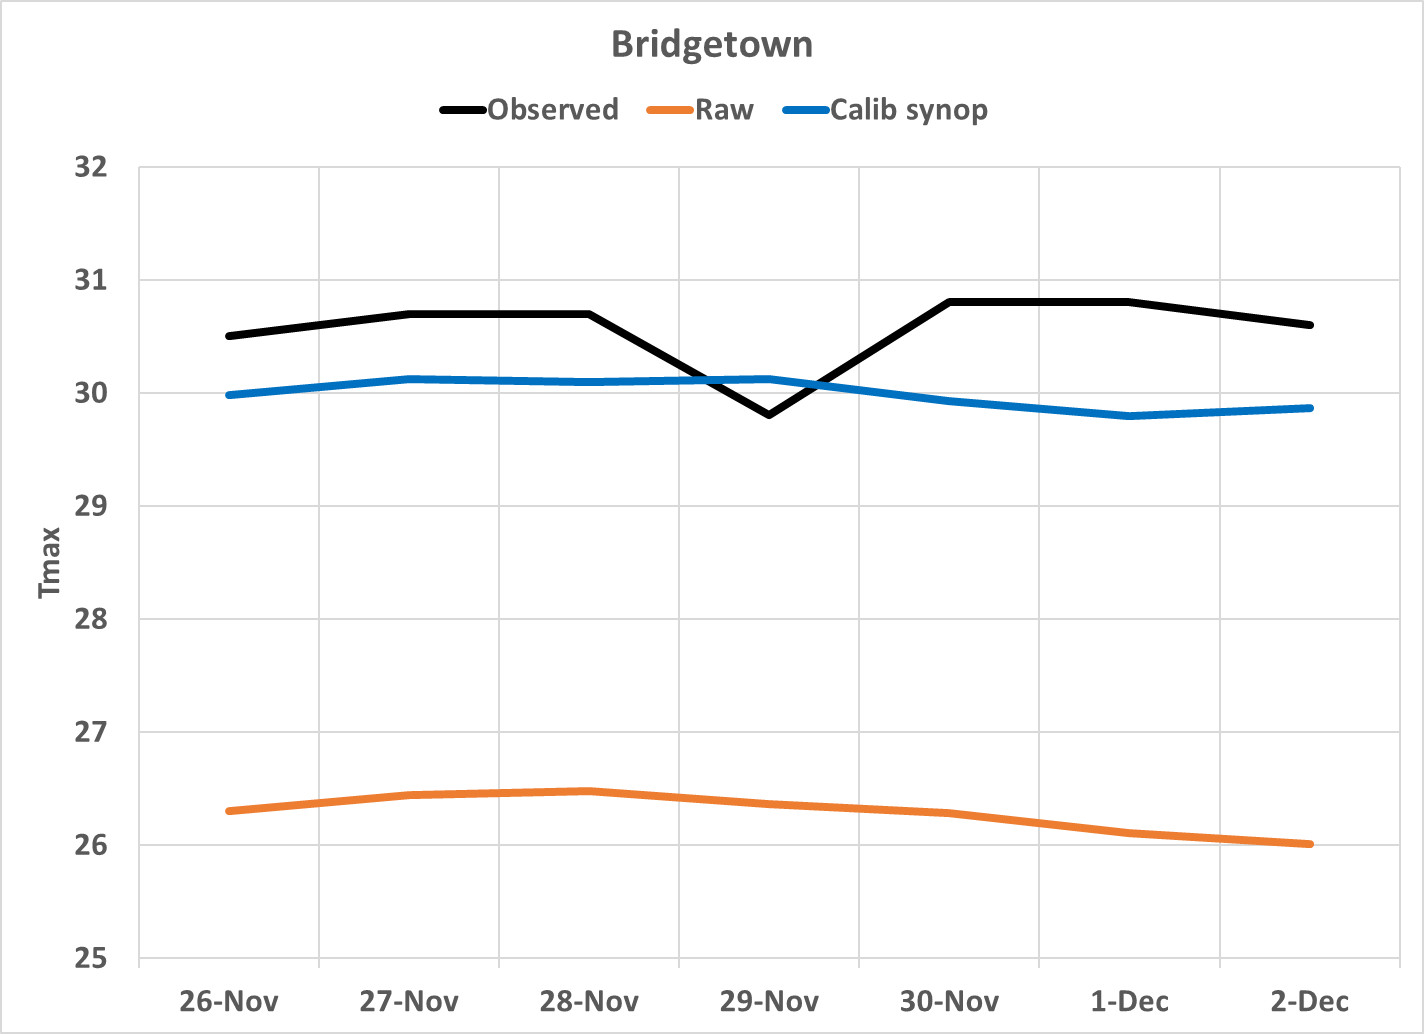 Bridgetown
Observed Raw Calib synop
32
31
30
29
28
27
26
25
Tmax
26-Nov 27-Nov 28-Nov 29-Nov 30-Nov 1-Dec 2-Dec